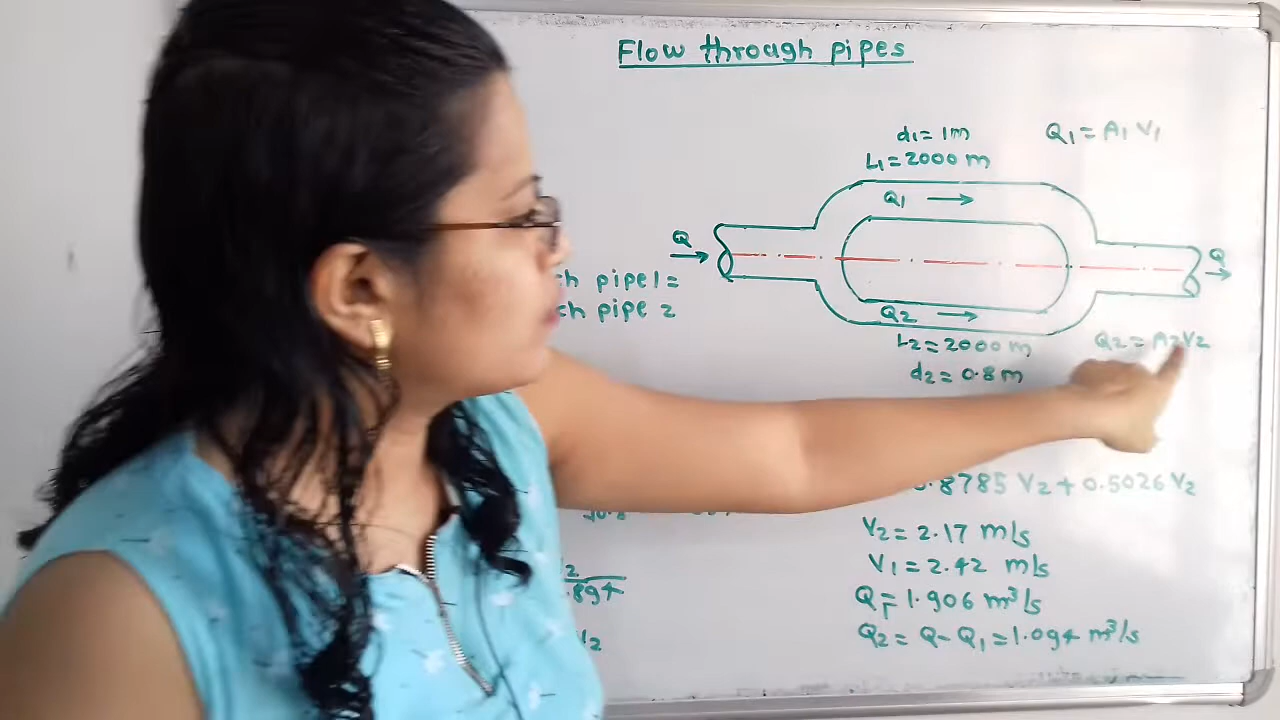 Flow through pipes
d1 = 1m
Q1 = A1 V1
L1 = 2000 m
Q1 →
Q →
Q →
pipe 1 =
pipe 2
Q2 →
L2 = 2000 m
Q2 = A2V2
d2 = 0.8 m
8785 V2 + 0.5026 V2
V2 = 2.17 m/s
V1 = 2.42 m/s
Q1 = 1.906 m³/s
Q2 = Q - Q1 = 1.094 m³/s